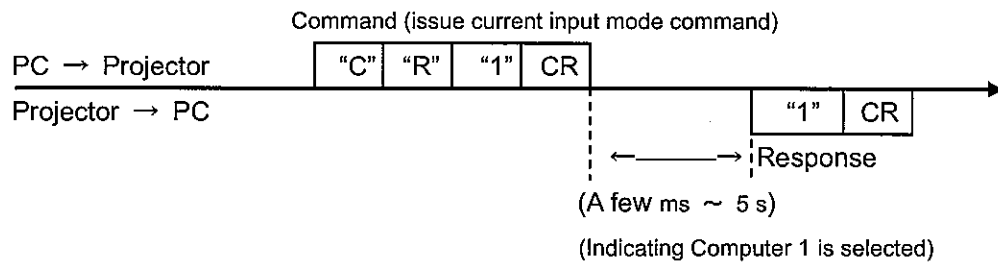 Command (issue current input mode command)
PC → Projector “C” “R” “1” CR
Projector → PC “1” CR
←——→ Response
(A few ms ~ 5 s)
(Indicating Computer 1 is selected)